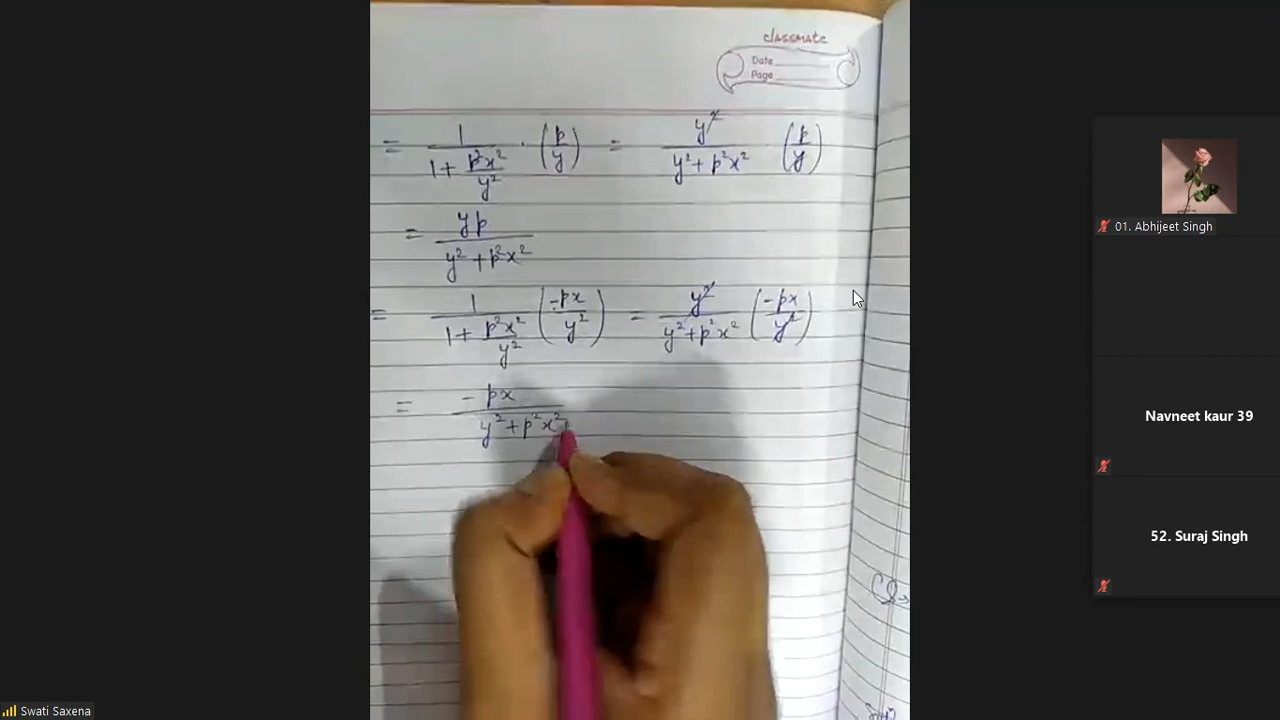 classmate
Date
Page
= 1/(1 + p²x²/y²) · (p/y) = y²/(y² + p²x²) (p/y)
= yp/(y² + p²x²)
= 1/(1 + p²x²/y²) (-px/y²) = y²/(y² + p²x²) (-px/y²)
= -px/(y² + p²x²)
01. Abhijeet Singh
Navneet kaur 39
52. Suraj Singh
Swati Saxena